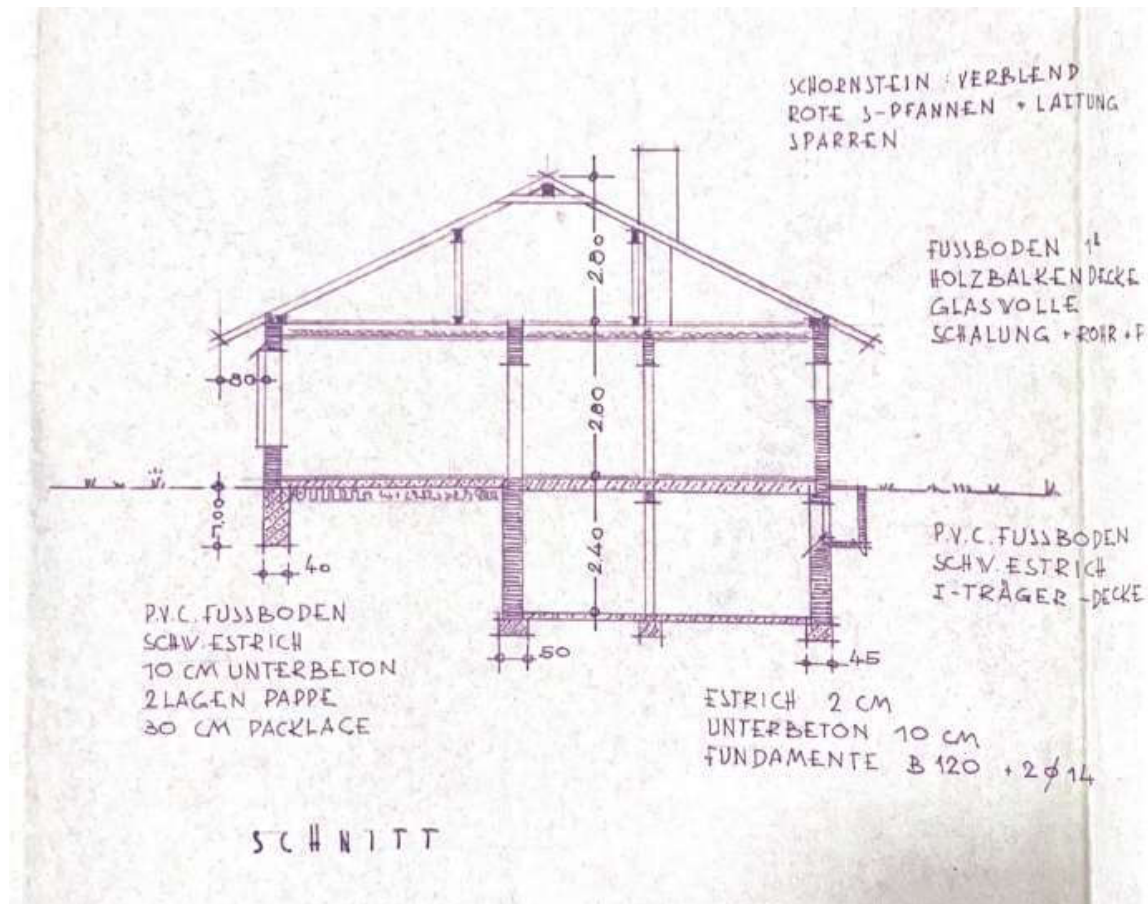 SCHORNSTEIN : VERBLEND
ROTE S-PFANNEN + LATTUNG
SPARREN
FUSSBODEN 1"
HOLZBALKENDECKE
GLASWOLLE
SCHALUNG + ROHR +
2.80
80
2.80
1,00
40
2.40
P.V.C. FUSSBODEN
SCHW. ESTRICH
I-TRÄGER-DECKE
P.V.C. FUSSBODEN
SCHW. ESTRICH
10 CM UNTERBETON
2 LAGEN PAPPE
30 CM PACKLAGE
50
45
ESTRICH 2 CM
UNTERBETON 10 CM
FUNDAMENTE B 120 + 2 ϕ 14
SCHNITT